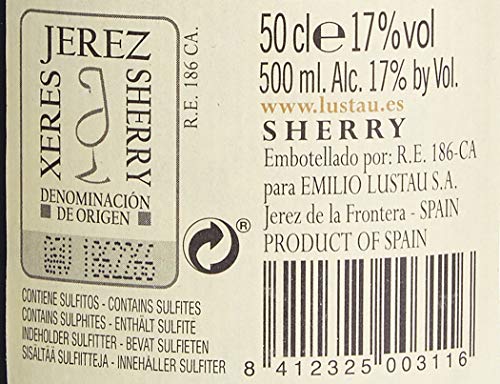 JEREZ
XERES
SHERRY
DENOMINACIÓN
DE ORIGEN
R.E. 186 CA.
CONTIENE SULFITOS - CONTAINS SULFITES
CONTAINS SULPHITES - ENTHÄLT SULFITE
INDEHOLDER SULFITTER - BEVAT SULFIETEN
SISÄLTÄÄ SULFIITTEJA - INNEHÅLLER SULFITER
®
50 cl e 17% vol
500 ml. Alc. 17% by Vol.
www.lustau.es
SHERRY
Embotellado por: R.E. 186-CA
para EMILIO LUSTAU S.A.
Jerez de la Frontera - SPAIN
PRODUCT OF SPAIN
8 412325 003116